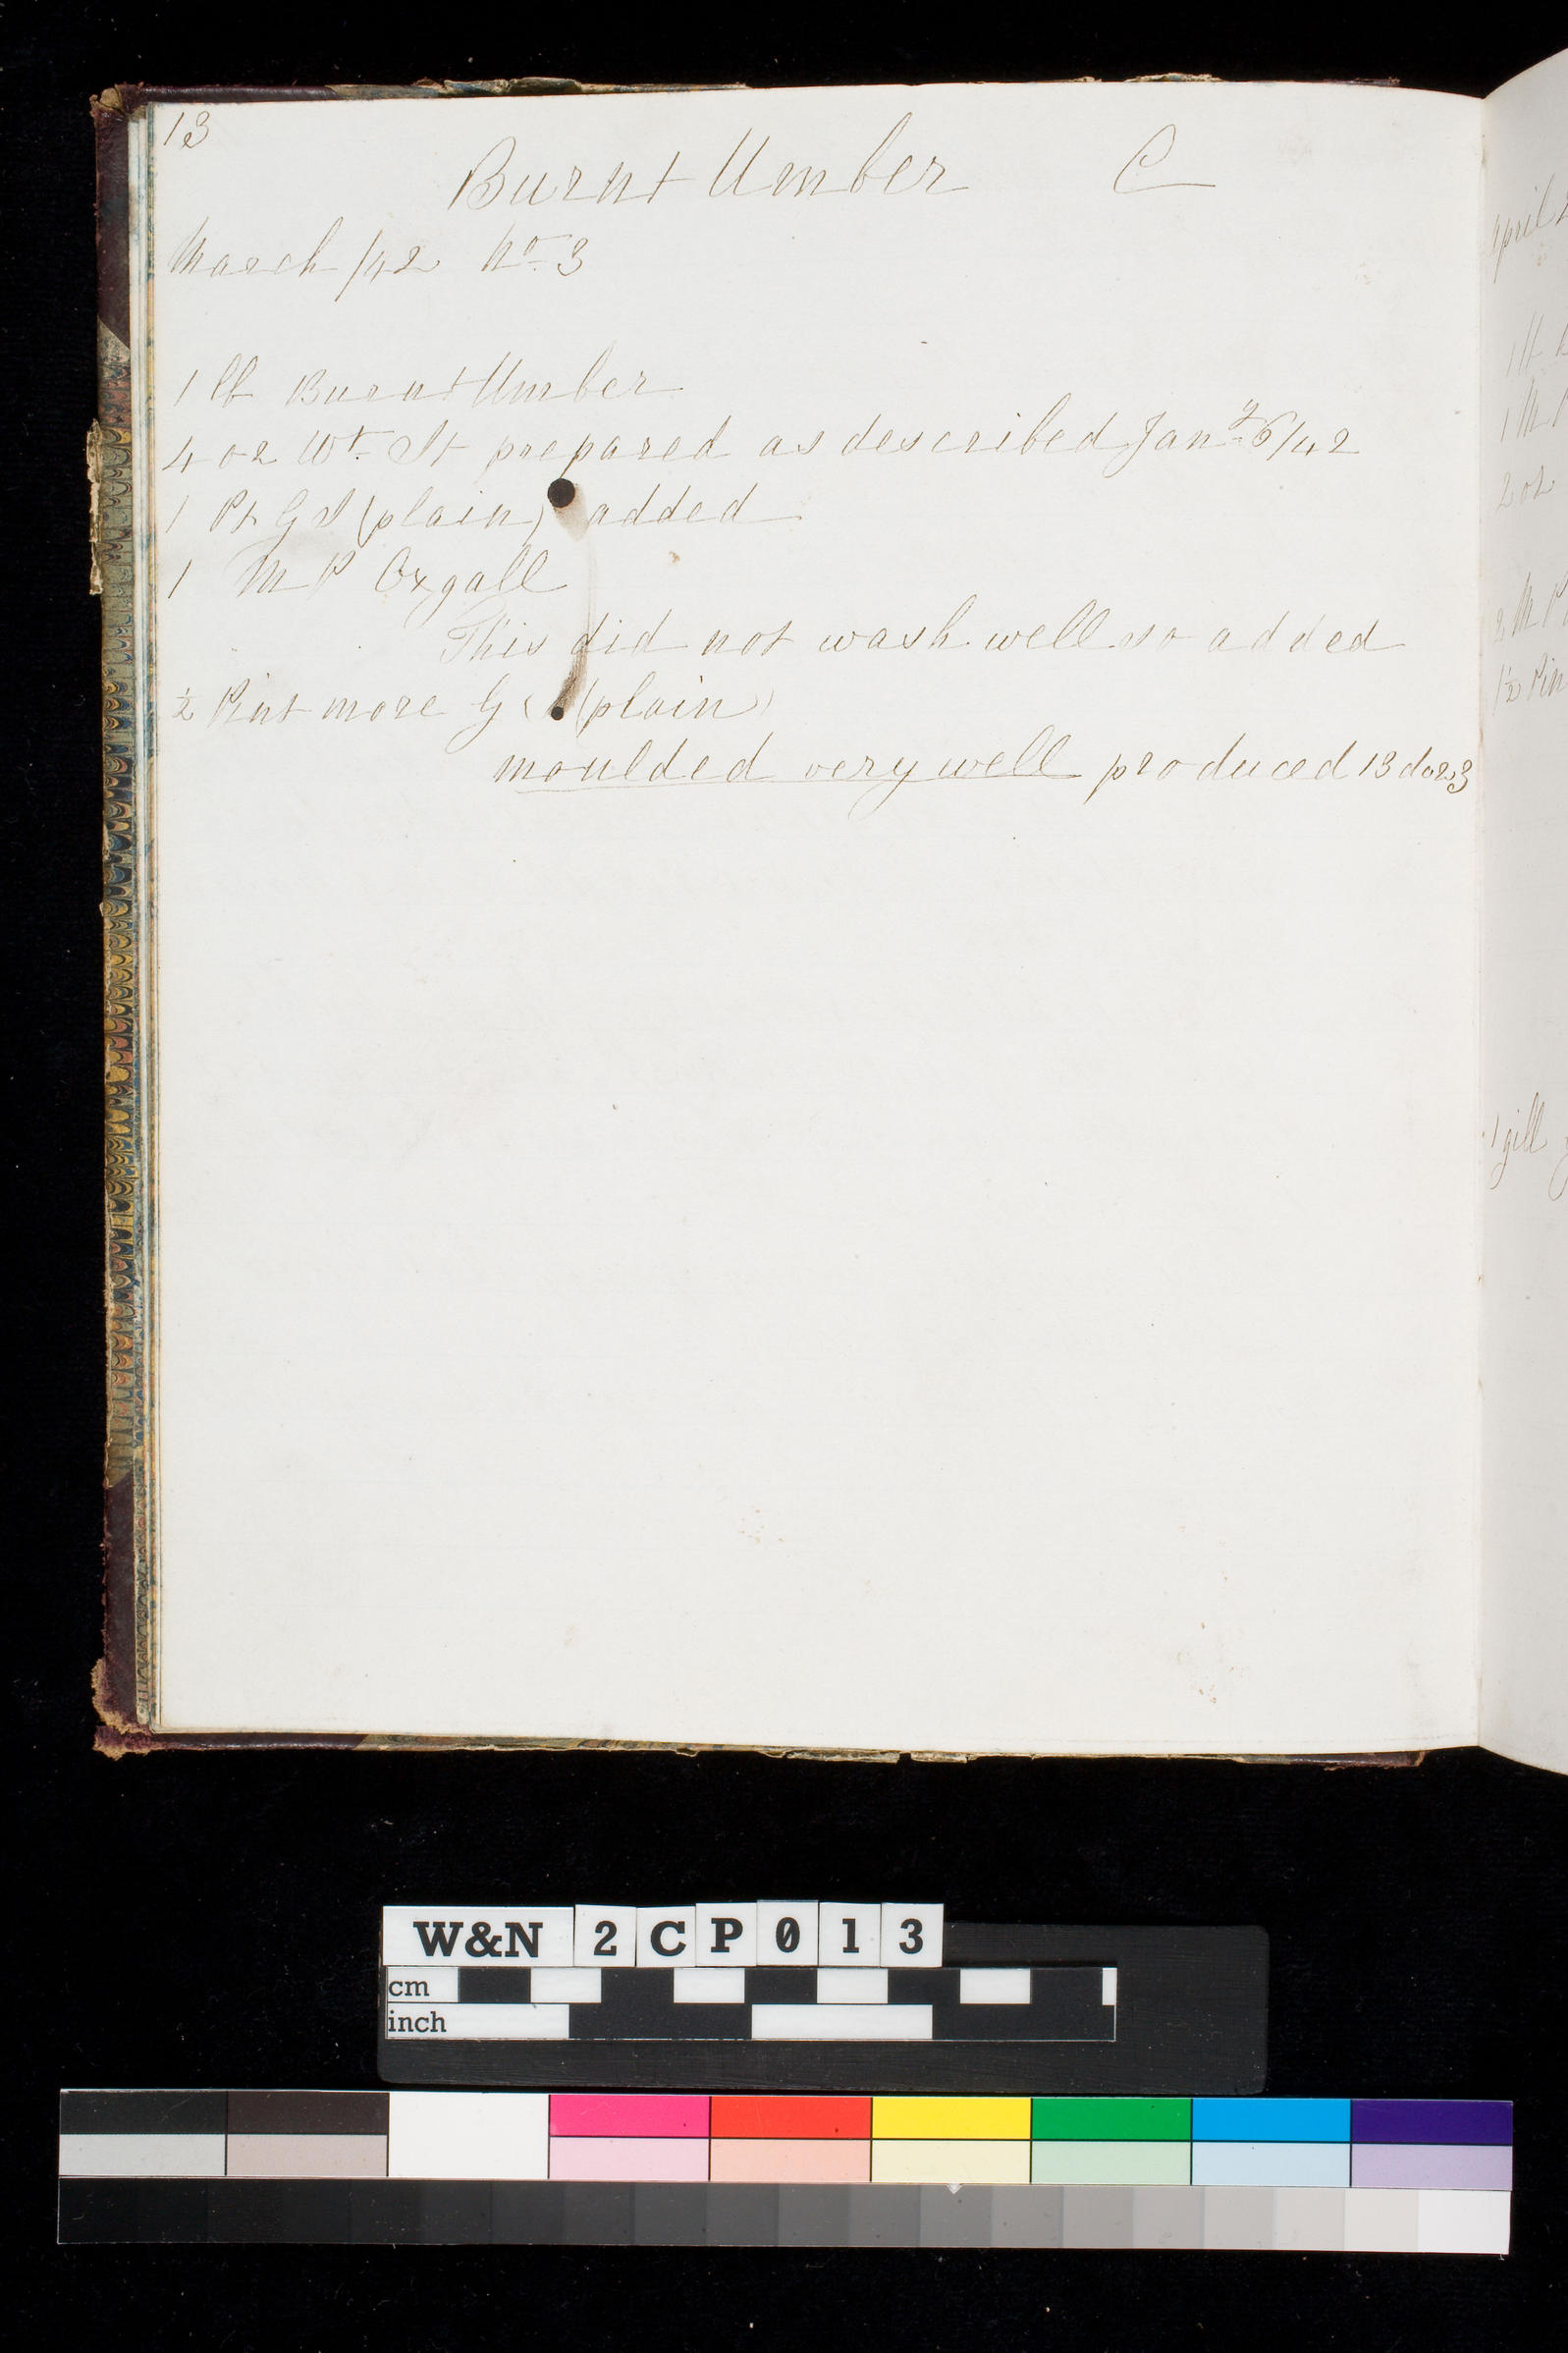 13
Burnt Umber C
March /42 No. 3
1 lb Burnt Umber
4 oz Wt. St prepared as described Jany. 6/42
1 Pt G S (plain) added
1 M P Oxgall
This did not wash well so added
½ Pint more G (plain)
moulded very well produced 13 doz 3
April
1 lb
1 M
2 oz
2 M P
1½ Pin
1 gill
W&N 2CP013
cm
inch